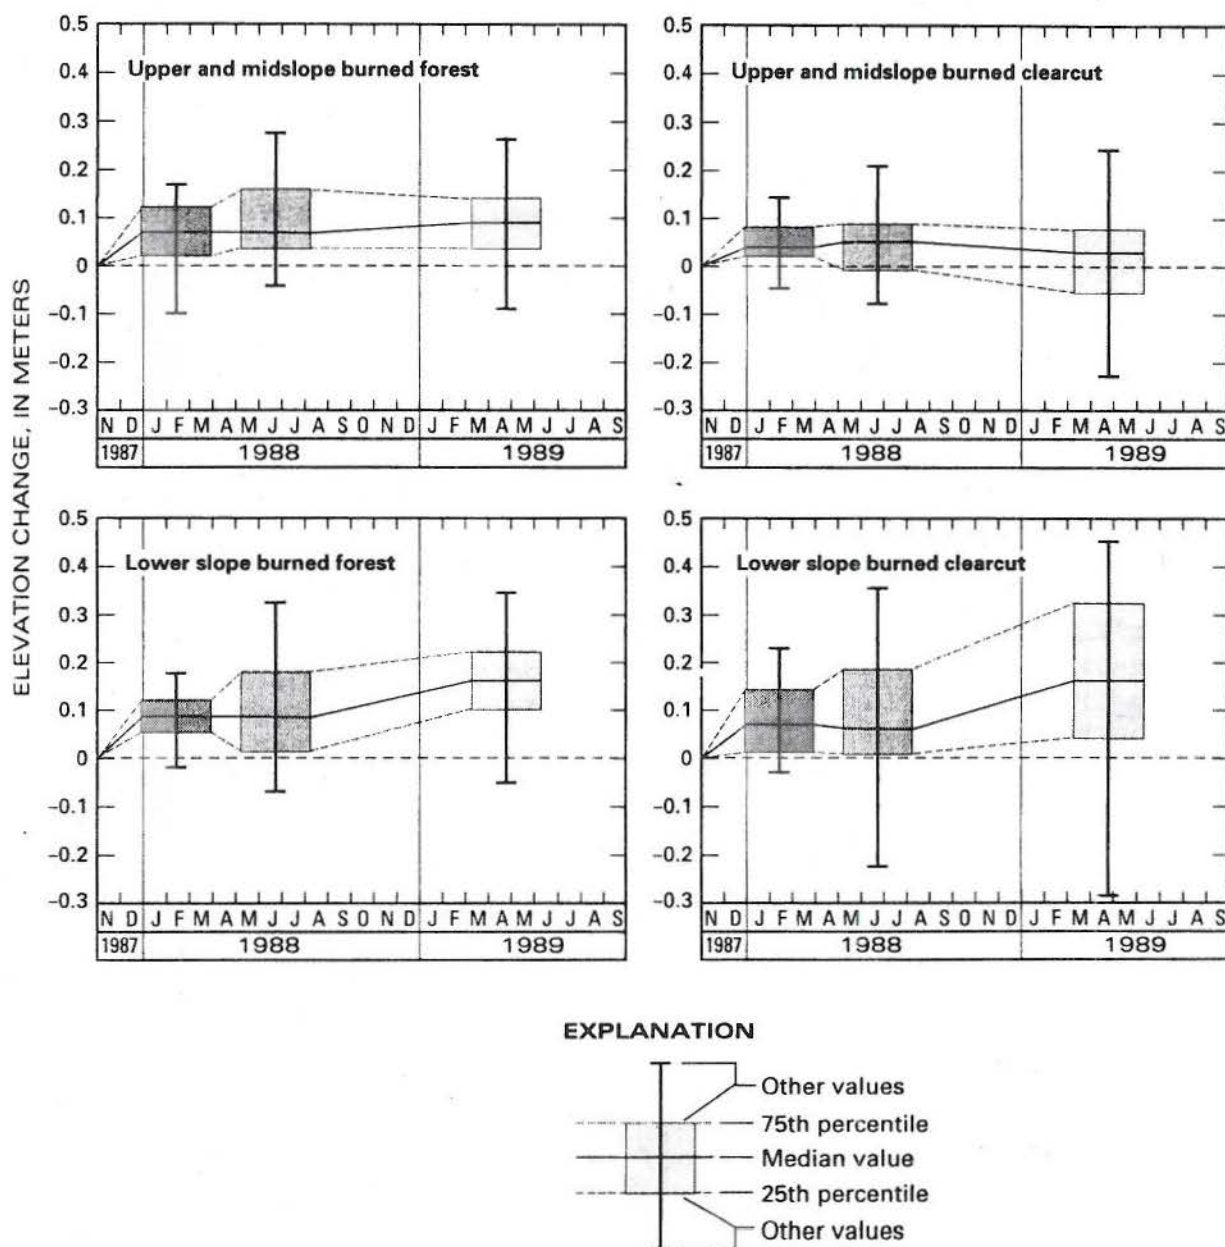 ELEVATION CHANGE, IN METERS
Upper and midslope burned forest
0.5
0.4
0.3
0.2
0.1
0
–0.1
–0.2
–0.3
N D J F M A M J J A S O N D J F M A M J J A S
1987 1988 1989
Upper and midslope burned clearcut
0.5
0.4
0.3
0.2
0.1
0
–0.1
–0.2
–0.3
N D J F M A M J J A S O N D J F M A M J J A S
1987 1988 1989
Lower slope burned forest
0.5
0.4
0.3
0.2
0.1
0
–0.1
–0.2
–0.3
N D J F M A M J J A S O N D J F M A M J J A S
1987 1988 1989
Lower slope burned clearcut
0.5
0.4
0.3
0.2
0.1
0
–0.1
–0.2
–0.3
N D J F M A M J J A S O N D J F M A M J J A S
1987 1988 1989
EXPLANATION
Other values
75th percentile
Median value
25th percentile
Other values